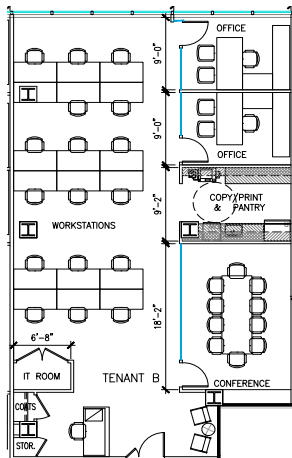 OFFICE
9'-0"
9'-0"
OFFICE
COPY/PRINT
& PANTRY
9'-2"
WORKSTATIONS
18'-2"
6'-8"
IT ROOM
TENANT B
CONFERENCE
COATS
STOR.